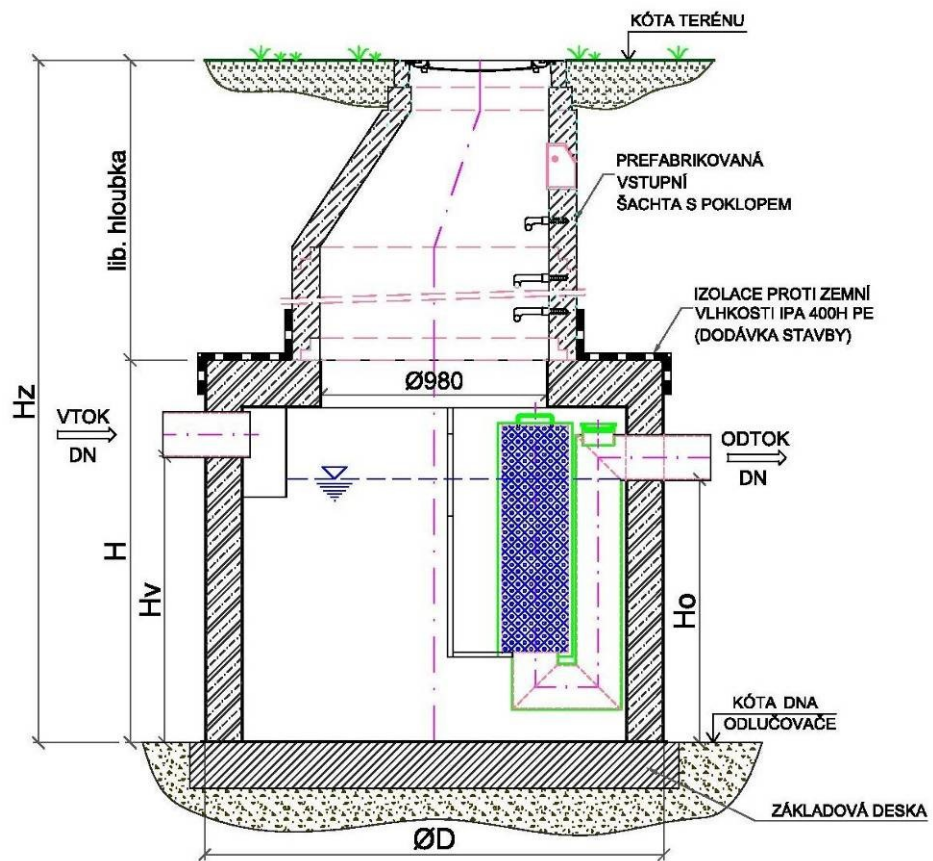 KÓTA TERÉNU
PREFABRIKOVANÁ
VSTUPNÍ
ŠACHTA S POKLOPEM
lib. hloubka
IZOLACE PROTI ZEMNÍ
VLHKOSTI IPA 400H PE
(DODÁVKA STAVBY)
Ø980
Hz
VTOK
DN
ODTOK
DN
H
Hv
Ho
KÓTA DNA
ODLUČOVAČE
ZÁKLADOVÁ DESKA
ØD